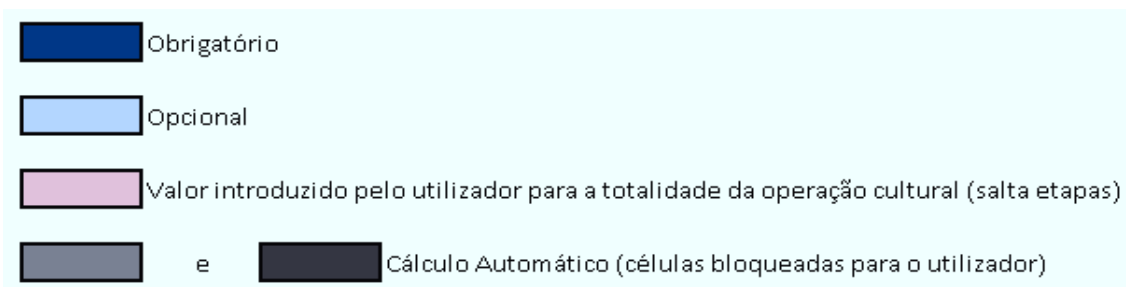 Obrigatório
Opcional
Valor introduzido pelo utilizador para a totalidade da operação cultural (salta etapas)
e Cálculo Automático (células bloqueadas para o utilizador)